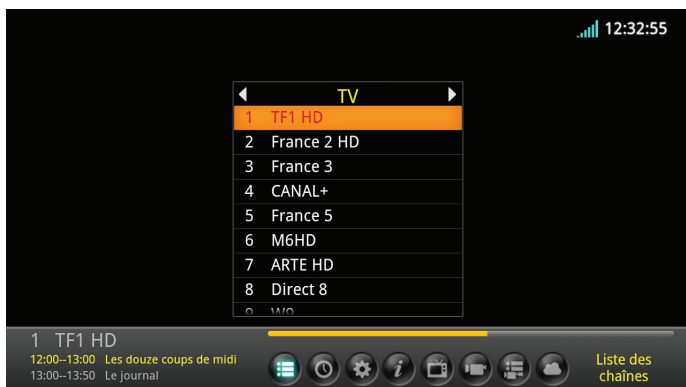 12:32:55
TV
1 TF1 HD
2 France 2 HD
3 France 3
4 CANAL+
5 France 5
6 M6HD
7 ARTE HD
8 Direct 8
9 W9
1 TF1 HD
12:00--13:00 Les douze coups de midi
13:00--13:50 Le journal
Liste des
chaînes